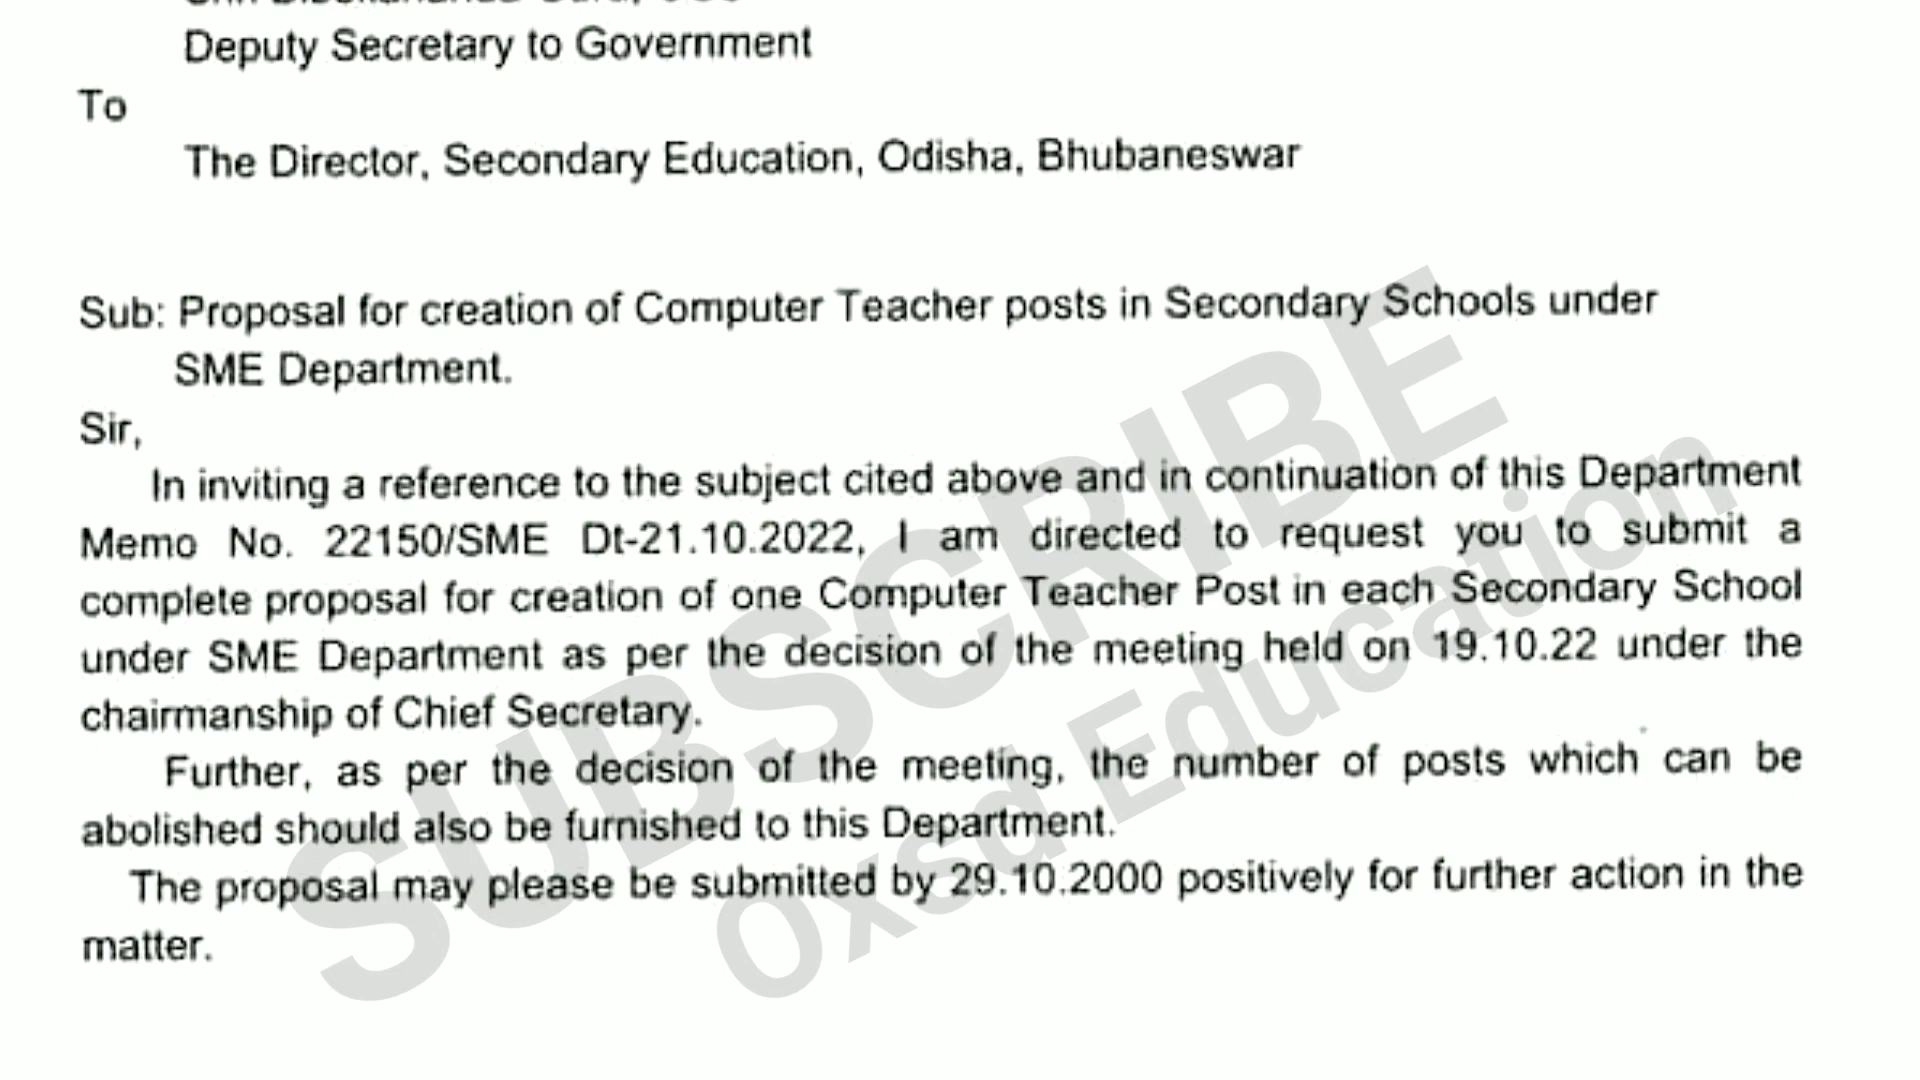 Deputy Secretary to Government
To
The Director, Secondary Education, Odisha, Bhubaneswar
Sub: Proposal for creation of Computer Teacher posts in Secondary Schools under
SME Department.
Sir,
In inviting a reference to the subject cited above and in continuation of this Department
Memo No. 22150/SME Dt-21.10.2022, I am directed to request you to submit a
complete proposal for creation of one Computer Teacher Post in each Secondary School
under SME Department as per the decision of the meeting held on 19.10.22 under the
chairmanship of Chief Secretary.
Further, as per the decision of the meeting, the number of posts which can be
abolished should also be furnished to this Department.
The proposal may please be submitted by 29.10.2000 positively for further action in the
matter.
SUBSCRIBE
Oxsd Education